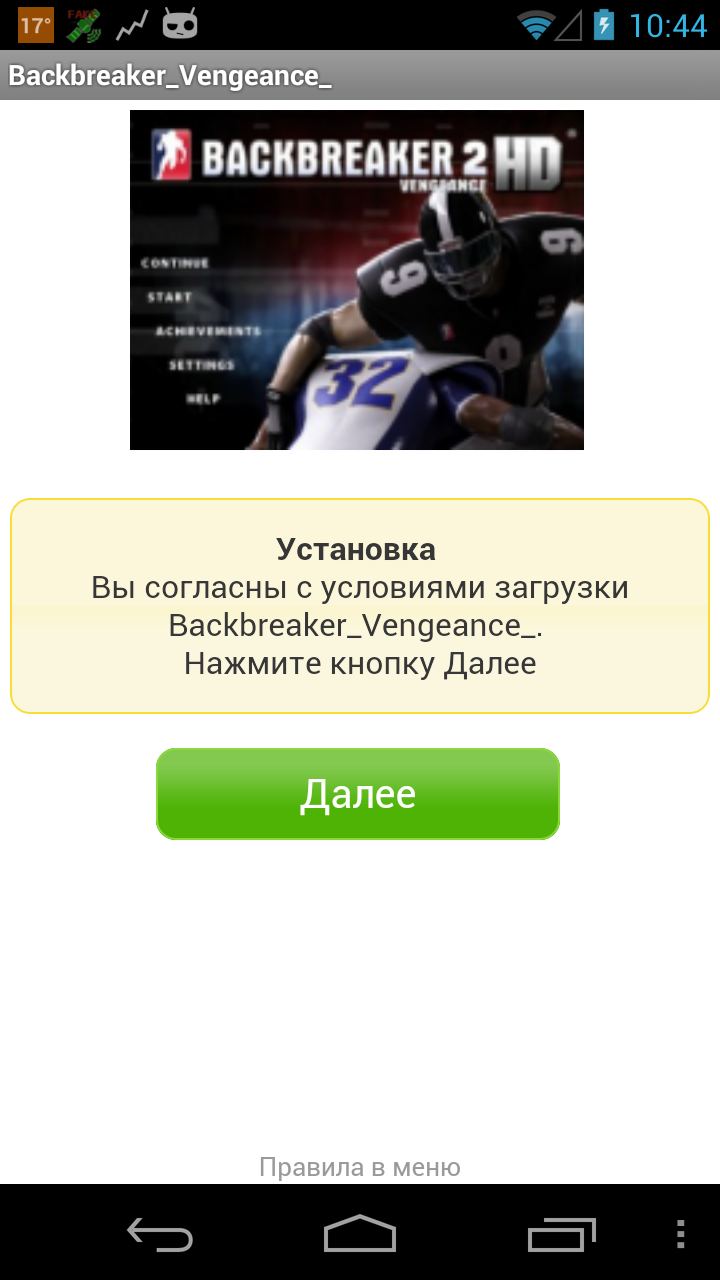 17°
FAKE
10:44
Backbreaker_Vengeance_
BACKBREAKER 2 HD
VENGEANCE
CONTINUE
START
ACHIEVEMENTS
SETTINGS
HELP
9
9
32
Установка
Вы согласны с условиями загрузки
Backbreaker_Vengeance_.
Нажмите кнопку Далее
Далее
Правила в меню